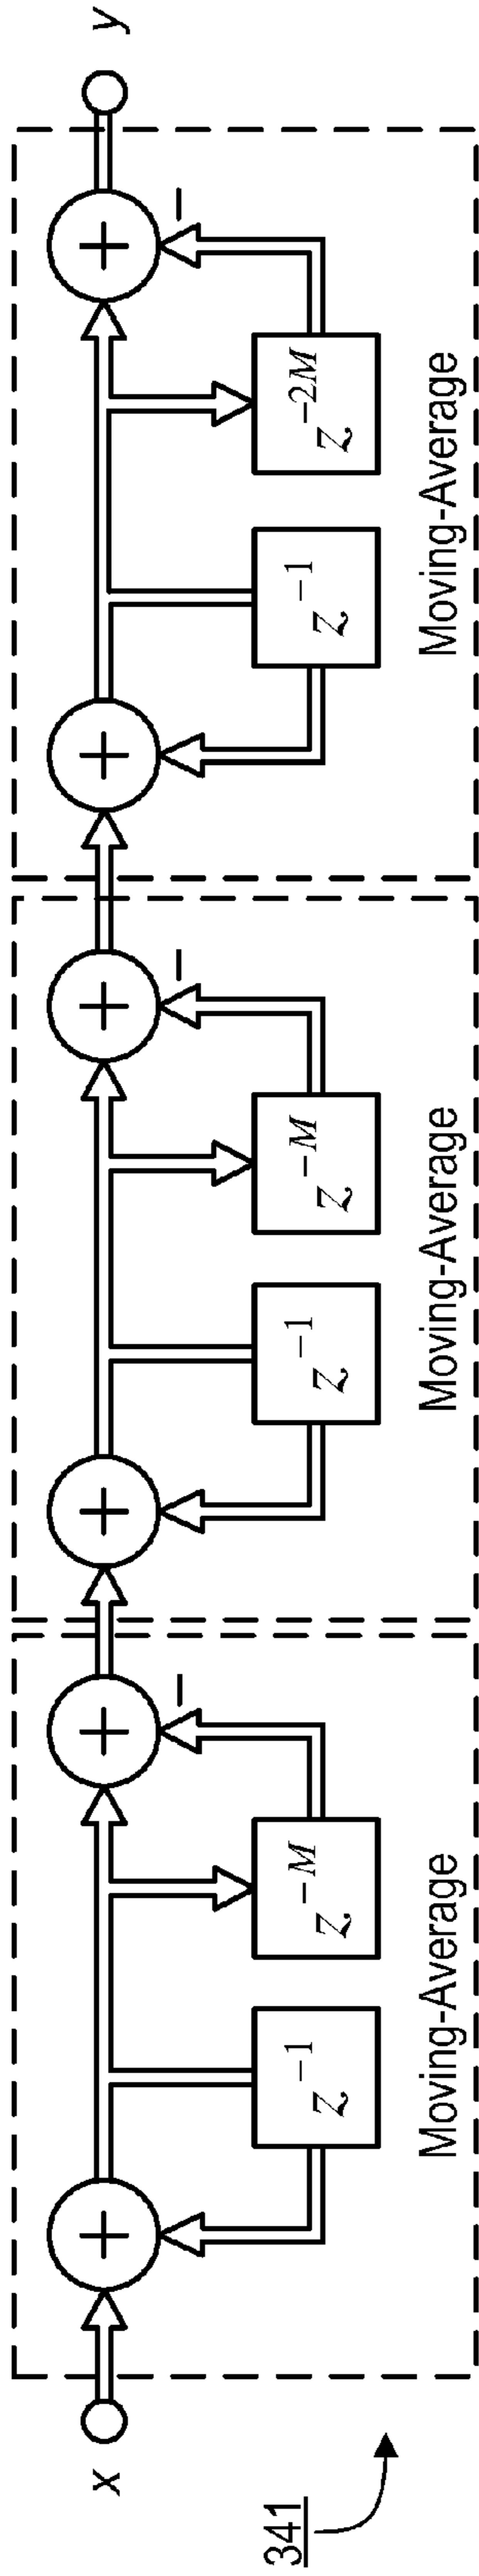 x
+
z⁻¹
z⁻ᴹ
+
−
Moving-Average
+
z⁻¹
z⁻ᴹ
+
−
Moving-Average
+
z⁻¹
z⁻²ᴹ
+
−
Moving-Average
y
341